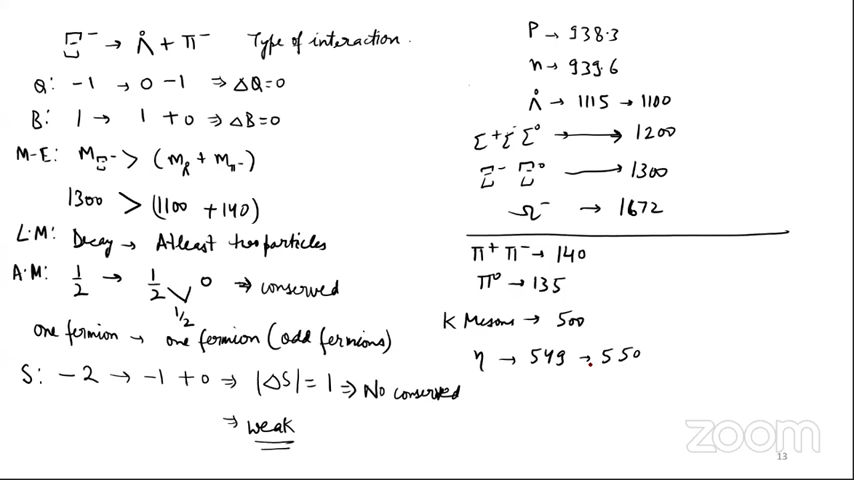 Ξ⁻ → Λ̊ + π⁻ Type of interaction.
Q: -1 → 0 -1 ⇒ ΔQ=0
B: 1 → 1 + 0 ⇒ ΔB=0
M-E: M_Ξ⁻ > (m_Λ̊ + m_π⁻)
1300 > (1100 + 140)
L.M: Decay → Atleast two particles
A.M: 1/2 → 1/2 0 ⇒ conserved
1/2
one fermion → one fermion (odd fermions)
S: -2 → -1 + 0 ⇒ |ΔS| = 1 ⇒ No conserved
⇒ weak
P → 938.3
n → 939.6
Λ̊ → 1115 → 1100
Σ⁺ Σ⁻ Σ⁰ → 1200
Ξ⁻ Ξ⁰ → 1300
Ω⁻ → 1672
π⁺ π⁻ → 140
π⁰ → 135
K Mesons → 500
η → 549 → 550
zoom
13